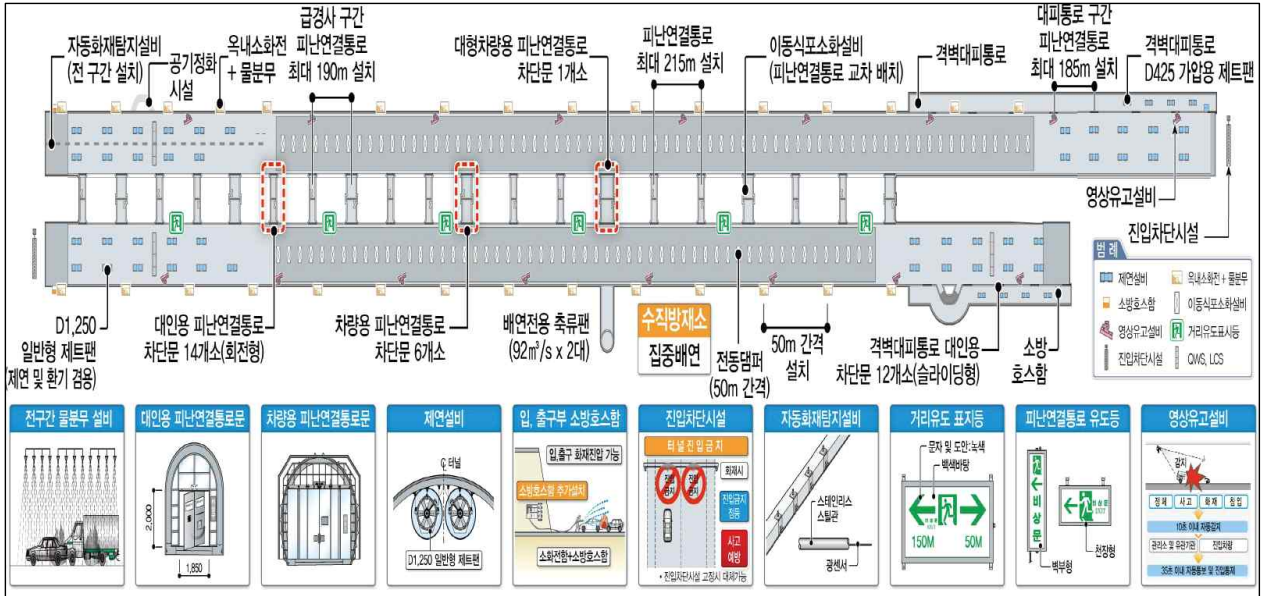 자동화재탐지설비
(전 구간 설치)
공기정화
시설
옥내소화전
+ 물분무
급경사 구간
피난연결통로
최대 190m 설치
대형차량용 피난연결통로
차단문 1개소
피난연결통로
최대 215m 설치
이동식포소화설비
(피난연결통로 교차 배치)
격벽대피통로
대피통로 구간
피난연결통로
최대 185m 설치
격벽대피통로
D425 가압용 제트팬
영상유고설비
진입차단시설
D1,250
일반형 제트팬
(제연 및 환기 겸용)
대인용 피난연결통로
차단문 14개소(회전형)
차량용 피난연결통로
차단문 6개소
배연전용 축류팬
(92㎥/s x 2대)
수직방재소
집중배연
전동댐퍼
(50m 간격)
50m 간격
설치
격벽대피통로 대인용
차단문 12개소(슬라이딩형)
소방
호스함
범 례
제연설비
옥내소화전 + 물분무
소방호스함
이동식포소화설비
영상유고설비
거리유도표시등
진입차단시설
QWS, LCS
전구간 물분무 설비
대인용 피난연결통로문
2,000
1,850
차량용 피난연결통로문
제연설비
터널
D1,250 일반형 제트팬
입, 출구부 소방호스함
입,출구 화재진압 가능
소방호스함 추가설치
소화전함+소방호스함
진입차단시설
터 널 진 입 금 지
진입
금지
진입
금지
화재시
진입금지
점등
사고
예방
• 진입차단시설 고장시 대체가능
자동화재탐지설비
스테인리스
스틸관
광센서
거리유도 표지등
문자 및 도안:녹색
백색바탕
150M
50M
피난연결통로 유도등
비상문
비상문
벽부형
천장형
영상유고설비
감지
정 체
사 고
화 재
침 입
10초 이내 자동감지
관리소 및 유관기관
진입차량
35초 이내 자동통보 및 진입통제